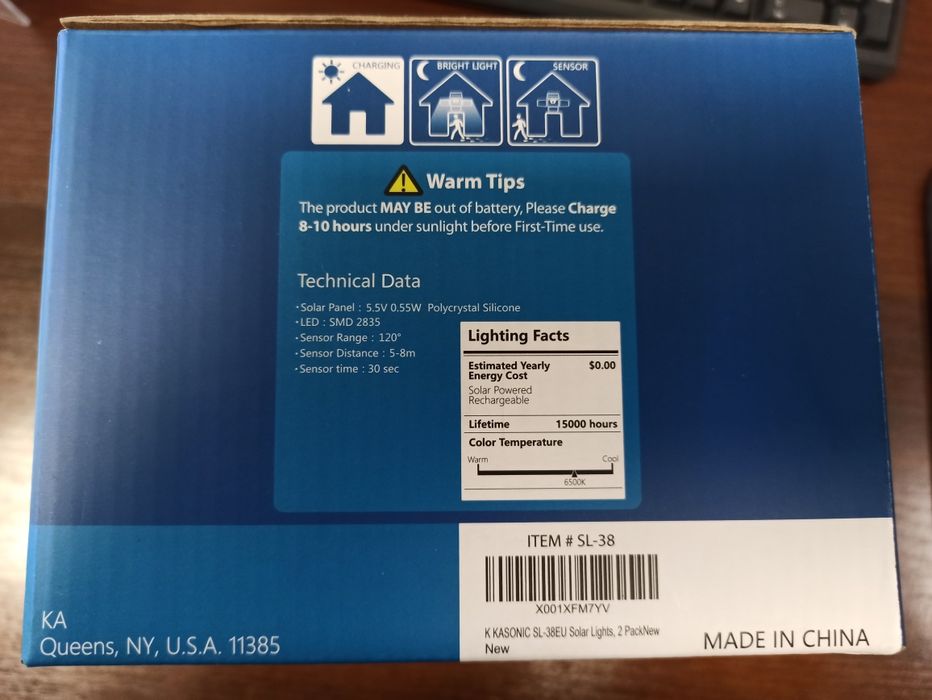 CHARGING
BRIGHT LIGHT
SENSOR
Warm Tips
The product MAY BE out of battery, Please Charge
8-10 hours under sunlight before First-Time use.
Technical Data
·Solar Panel : 5.5V 0.55W Polycrystal Silicone
·LED : SMD 2835
·Sensor Range : 120°
·Sensor Distance : 5-8m
·Sensor time : 30 sec
Lighting Facts
Estimated Yearly $0.00
Energy Cost
Solar Powered
Rechargeable
Lifetime 15000 hours
Color Temperature
Warm Cool
6500K
ITEM # SL-38
X001XFM7YV
K KASONIC SL-38EU Solar Lights, 2 PackNew
New
MADE IN CHINA
KA
Queens, NY, U.S.A. 11385